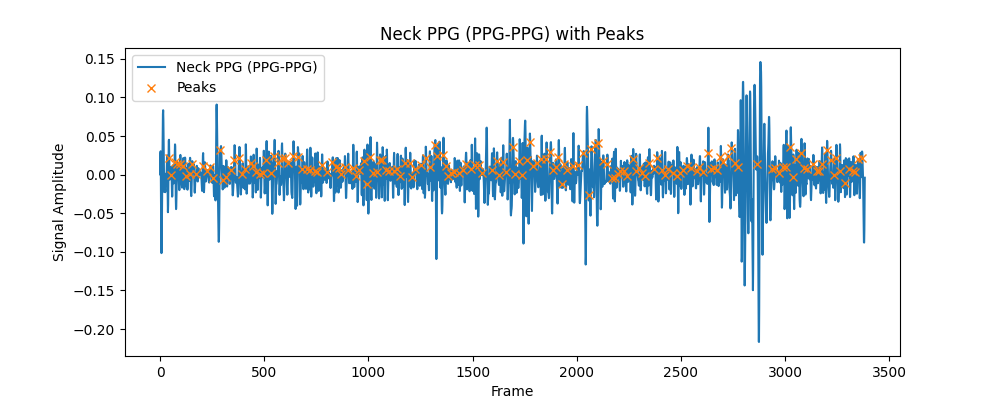 Neck PPG (PPG-PPG) with Peaks
Neck PPG (PPG-PPG)
Peaks
0.15
0.10
0.05
0.00
−0.05
−0.10
−0.15
−0.20
Signal Amplitude
0 500 1000 1500 2000 2500 3000 3500
Frame